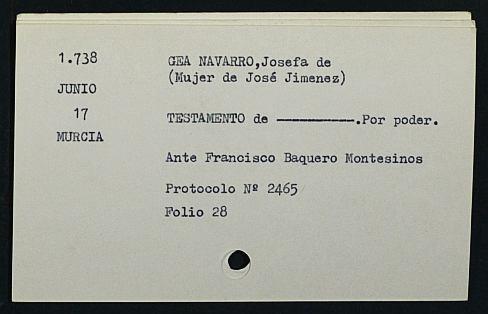 1.738
JUNIO
17
MURCIA
GEA NAVARRO,Josefa de
(Mujer de José Jimenez)
TESTAMENTO de ——————.Por poder.
Ante Francisco Baquero Montesinos
Protocolo Nº 2465
Folio 28